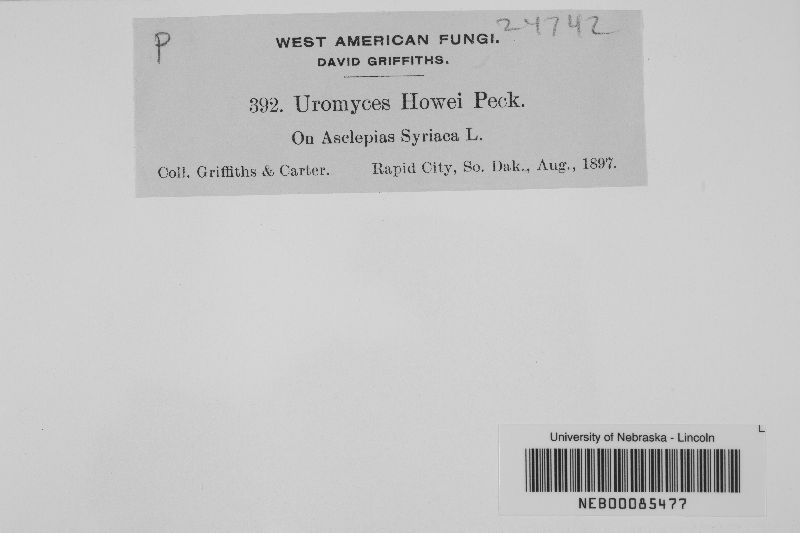 P
24742
WEST AMERICAN FUNGI.
DAVID GRIFFITHS.
392. Uromyces Howei Peck.
On Asclepias Syriaca L.
Coll. Griffiths & Carter. Rapid City, So. Dak., Aug., 1897.
L
University of Nebraska - Lincoln
NEB00085477